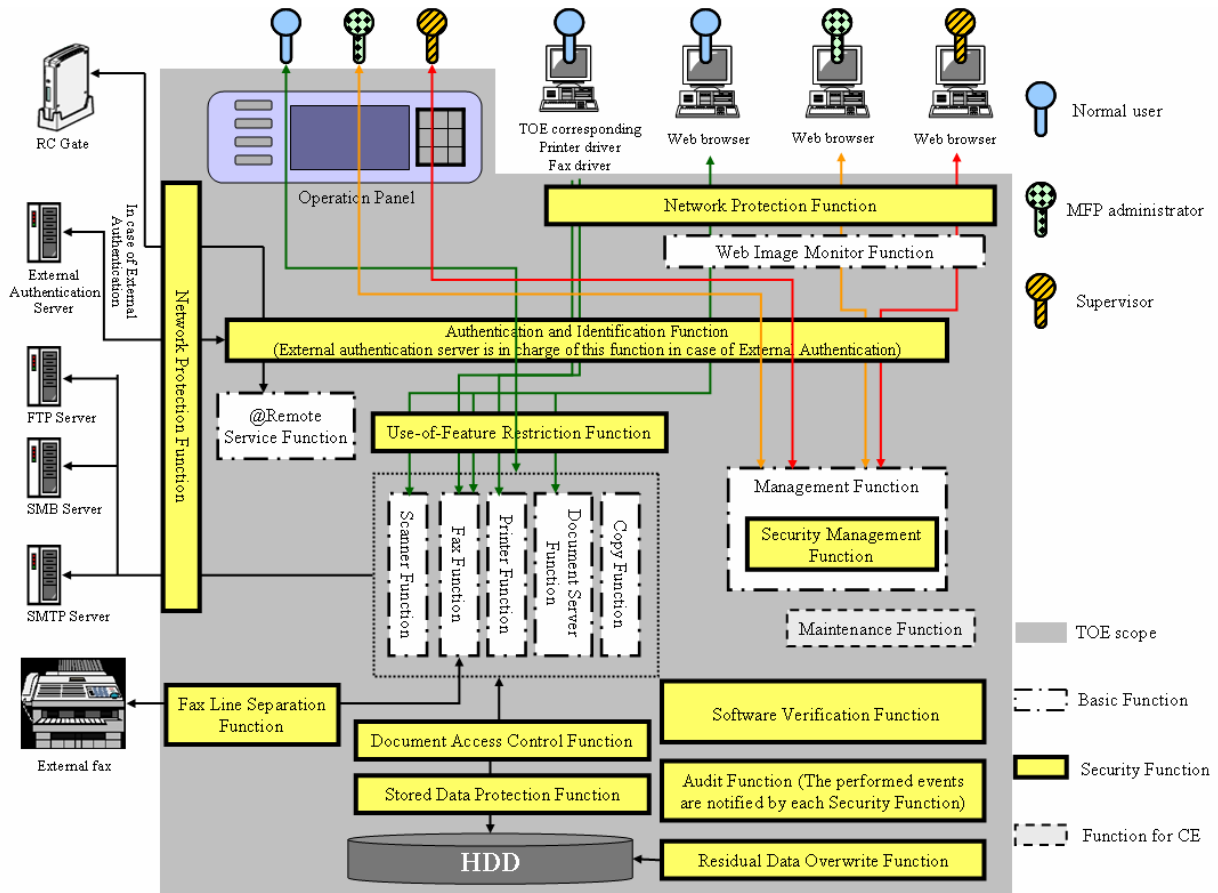 RC Gate
Operation Panel
TOE corresponding
Printer driver
Fax driver
Web browser
Web browser
Web browser
Normal user
MFP administrator
Supervisor
In case of External
Authentication
External
Authentication
Server
FTP Server
SMB Server
SMTP Server
External fax
Network Protection Function
Network Protection Function
Web Image Monitor Function
Authentication and Identification Function
(External authentication server is in charge of this function in case of External Authentication)
@Remote
Service Function
Use-of-Feature Restriction Function
Scanner Function
Fax Function
Printer Function
Document Server
Function
Copy Function
Management Function
Security Management
Function
Maintenance Function
Fax Line Separation
Function
Document Access Control Function
Stored Data Protection Function
HDD
Software Verification Function
Audit Function (The performed events
are notified by each Security Function)
Residual Data Overwrite Function
TOE scope
Basic Function
Security Function
Function for CE